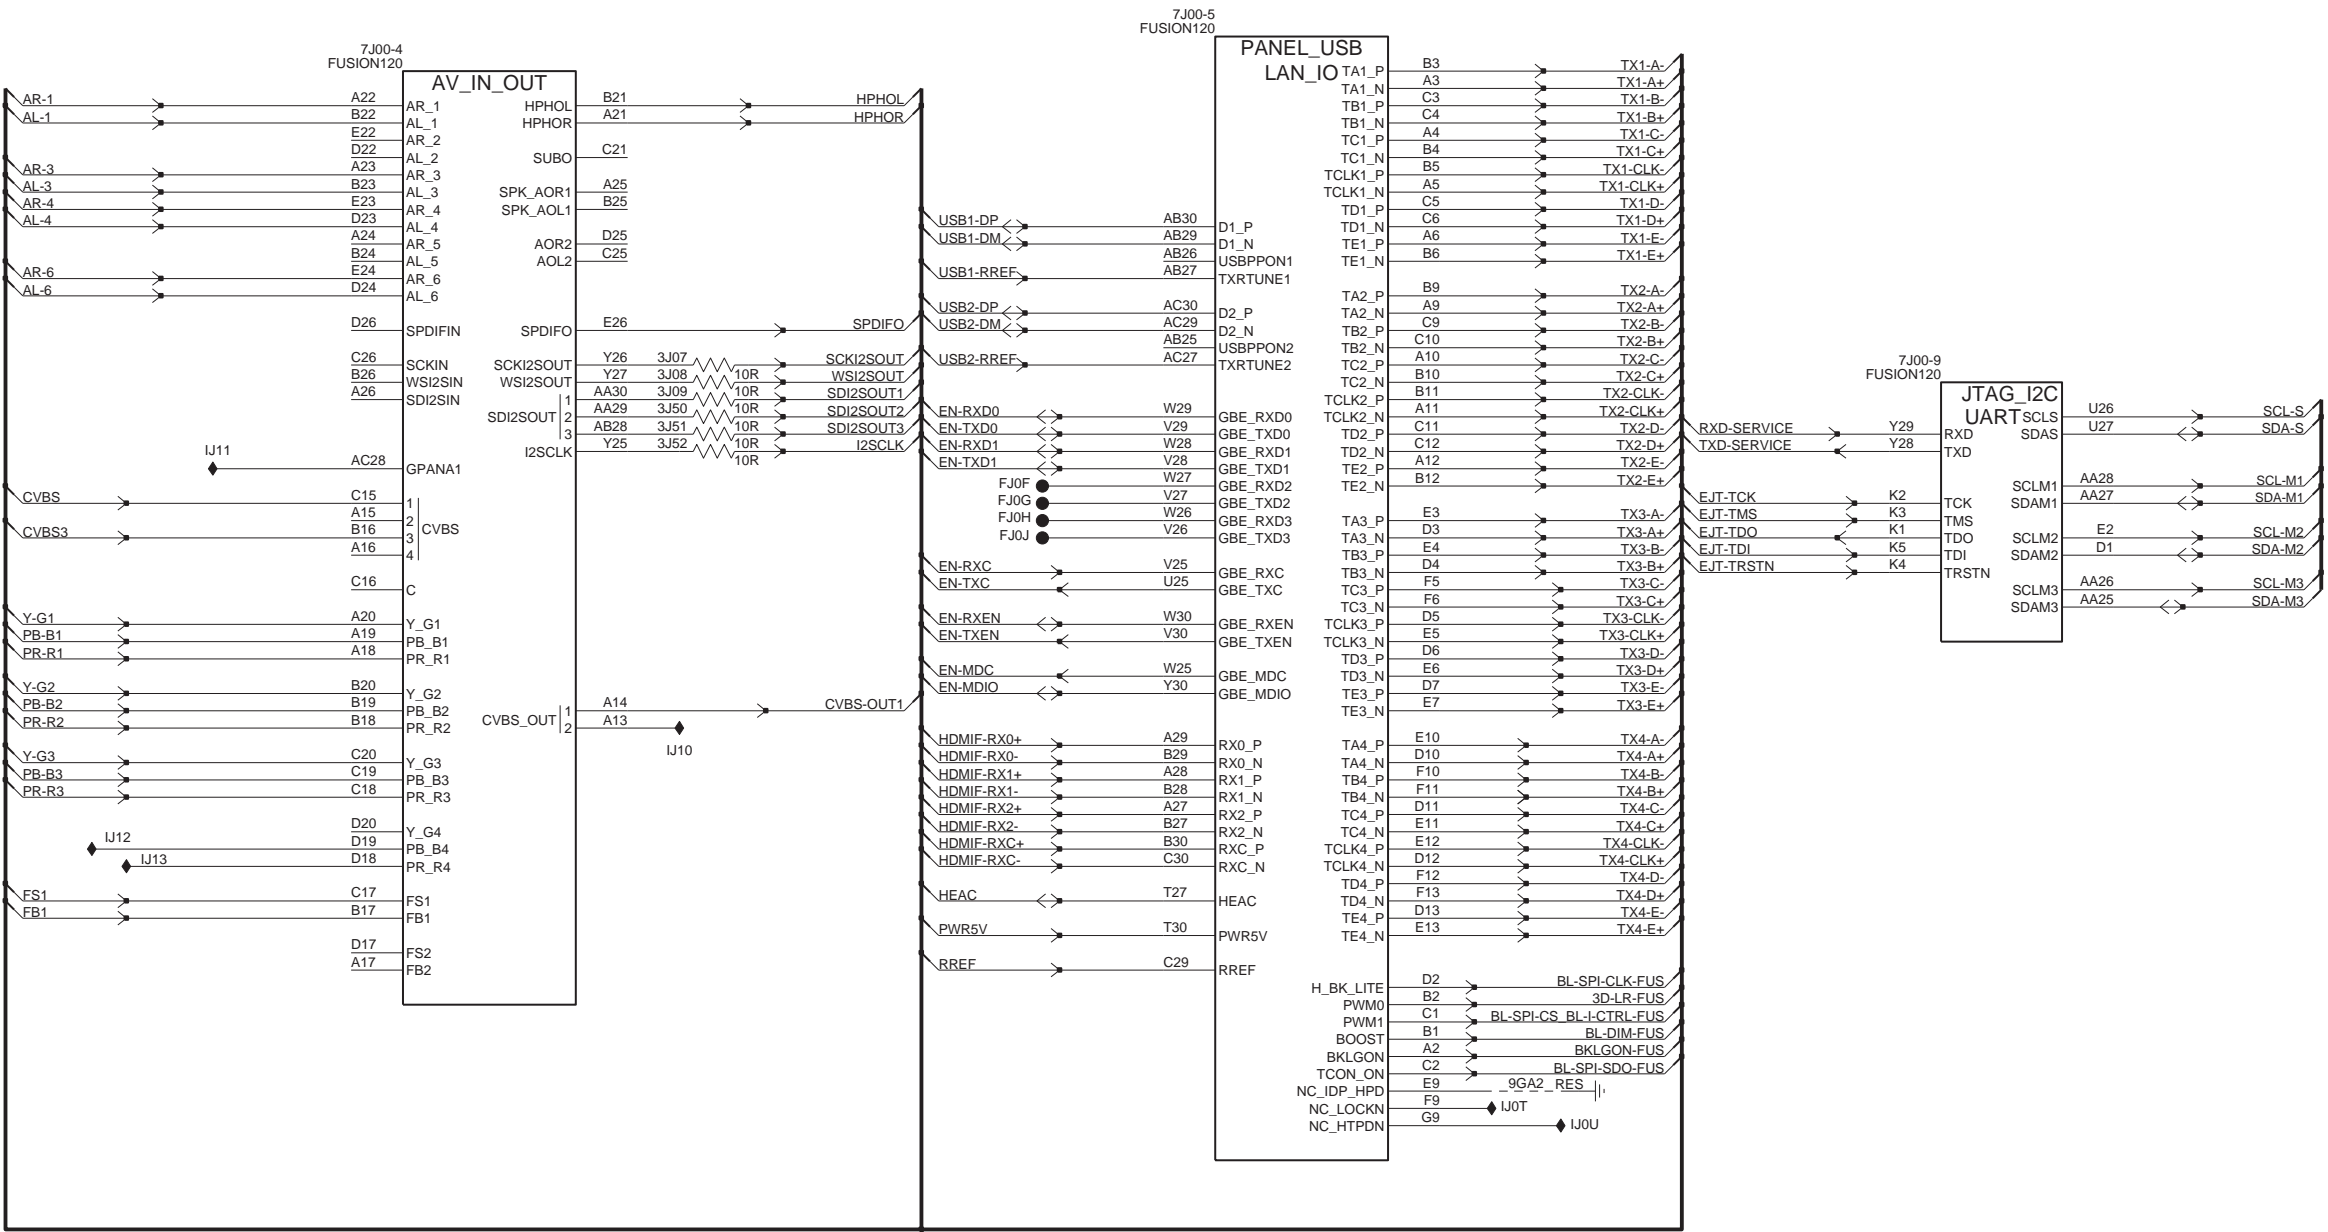 7J00-4
FUSION120
AV_IN_OUT
AR-1 A22 AR_1
AL-1 B22 AL_1
E22 AR_2
D22 AL_2
AR-3 A23 AR_3
AL-3 B23 AL_3
AR-4 E23 AR_4
AL-4 D23 AL_4
A24 AR_5
B24 AL_5
AR-6 E24 AR_6
AL-6 D24 AL_6
D26 SPDIFIN
C26 SCKIN
B26 WSI2SIN
A26 SDI2SIN
IJ11 AC28 GPANA1
CVBS C15 1
A15 2 CVBS
CVBS3 B16 3
A16 4
C16 C
Y-G1 A20 Y_G1
PB-B1 A19 PB_B1
PR-R1 A18 PR_R1
Y-G2 B20 Y_G2
PB-B2 B19 PB_B2
PR-R2 B18 PR_R2
Y-G3 C20 Y_G3
PB-B3 C19 PB_B3
PR-R3 C18 PR_R3
D20 Y_G4
IJ12 D19 PB_B4
IJ13 D18 PR_R4
FS1 C17 FS1
FB1 B17 FB1
D17 FS2
A17 FB2
HPHOL B21 HPHOL
HPHOR A21 HPHOR
SUBO C21
SPK_AOR1 A25
SPK_AOL1 B25
AOR2 D25
AOL2 C25
SPDIFO E26 SPDIFO
SCKI2SOUT Y26 3J07 10R SCKI2SOUT
WSI2SOUT Y27 3J08 10R WSI2SOUT
1 AA30 3J09 10R SDI2SOUT1
SDI2SOUT 2 AA29 3J50 10R SDI2SOUT2
3 AB28 3J51 10R SDI2SOUT3
I2SCLK Y25 3J52 10R I2SCLK
CVBS_OUT 1 A14 CVBS-OUT1
2 A13 IJ10
7J00-5
FUSION120
PANEL_USB
LAN_IO
USB1-DP AB30 D1_P
USB1-DM AB29 D1_N
AB26 USBPPON1
USB1-RREF AB27 TXRTUNE1
USB2-DP AC30 D2_P
USB2-DM AC29 D2_N
AB25 USBPPON2
USB2-RREF AC27 TXRTUNE2
EN-RXD0 W29 GBE_RXD0
EN-TXD0 V29 GBE_TXD0
EN-RXD1 W28 GBE_RXD1
EN-TXD1 V28 GBE_TXD1
FJ0F W27 GBE_RXD2
FJ0G V27 GBE_TXD2
FJ0H W26 GBE_RXD3
FJ0J V26 GBE_TXD3
EN-RXC V25 GBE_RXC
EN-TXC U25 GBE_TXC
EN-RXEN W30 GBE_RXEN
EN-TXEN V30 GBE_TXEN
EN-MDC W25 GBE_MDC
EN-MDIO Y30 GBE_MDIO
HDMIF-RX0+ A29 RX0_P
HDMIF-RX0- B29 RX0_N
HDMIF-RX1+ A28 RX1_P
HDMIF-RX1- B28 RX1_N
HDMIF-RX2+ A27 RX2_P
HDMIF-RX2- B27 RX2_N
HDMIF-RXC+ B30 RXC_P
HDMIF-RXC- C30 RXC_N
HEAC T27 HEAC
PWR5V T30 PWR5V
RREF C29 RREF
TA1_P B3 TX1-A-
TA1_N A3 TX1-A+
TB1_P C3 TX1-B-
TB1_N C4 TX1-B+
TC1_P A4 TX1-C-
TC1_N B4 TX1-C+
TCLK1_P B5 TX1-CLK-
TCLK1_N A5 TX1-CLK+
TD1_P C5 TX1-D-
TD1_N C6 TX1-D+
TE1_P A6 TX1-E-
TE1_N B6 TX1-E+
TA2_P B9 TX2-A-
TA2_N A9 TX2-A+
TB2_P C9 TX2-B-
TB2_N C10 TX2-B+
TC2_P A10 TX2-C-
TC2_N B10 TX2-C+
TCLK2_P B11 TX2-CLK-
TCLK2_N A11 TX2-CLK+
TD2_P C11 TX2-D-
TD2_N C12 TX2-D+
TE2_P A12 TX2-E-
TE2_N B12 TX2-E+
TA3_P E3 TX3-A-
TA3_N D3 TX3-A+
TB3_P E4 TX3-B-
TB3_N D4 TX3-B+
TC3_P F5 TX3-C-
TC3_N F6 TX3-C+
TCLK3_P D5 TX3-CLK-
TCLK3_N E5 TX3-CLK+
TD3_P D6 TX3-D-
TD3_N E6 TX3-D+
TE3_P D7 TX3-E-
TE3_N E7 TX3-E+
TA4_P E10 TX4-A-
TA4_N D10 TX4-A+
TB4_P F10 TX4-B-
TB4_N F11 TX4-B+
TC4_P D11 TX4-C-
TC4_N E11 TX4-C+
TCLK4_P E12 TX4-CLK-
TCLK4_N D12 TX4-CLK+
TD4_P F12 TX4-D-
TD4_N F13 TX4-D+
TE4_P D13 TX4-E-
TE4_N E13 TX4-E+
H_BK_LITE D2 BL-SPI-CLK-FUS
PWM0 B2 3D-LR-FUS
PWM1 C1 BL-SPI-CS_BL-I-CTRL-FUS
BOOST B1 BL-DIM-FUS
BKLGON A2 BKLGON-FUS
TCON_ON C2 BL-SPI-SDO-FUS
NC_IDP_HPD E9 9GA2 RES
NC_LOCKN F9 IJ0T
NC_HTPDN G9 IJ0U
7J00-9
FUSION120
JTAG_I2C
UART
RXD-SERVICE Y29 RXD
TXD-SERVICE Y28 TXD
EJT-TCK K2 TCK
EJT-TMS K3 TMS
EJT-TDO K1 TDO
EJT-TDI K5 TDI
EJT-TRSTN K4 TRSTN
SCLS U26 SCL-S
SDAS U27 SDA-S
SCLM1 AA28 SCL-M1
SDAM1 AA27 SDA-M1
SCLM2 E2 SCL-M2
SDAM2 D1 SDA-M2
SCLM3 AA26 SCL-M3
SDAM3 AA25 SDA-M3